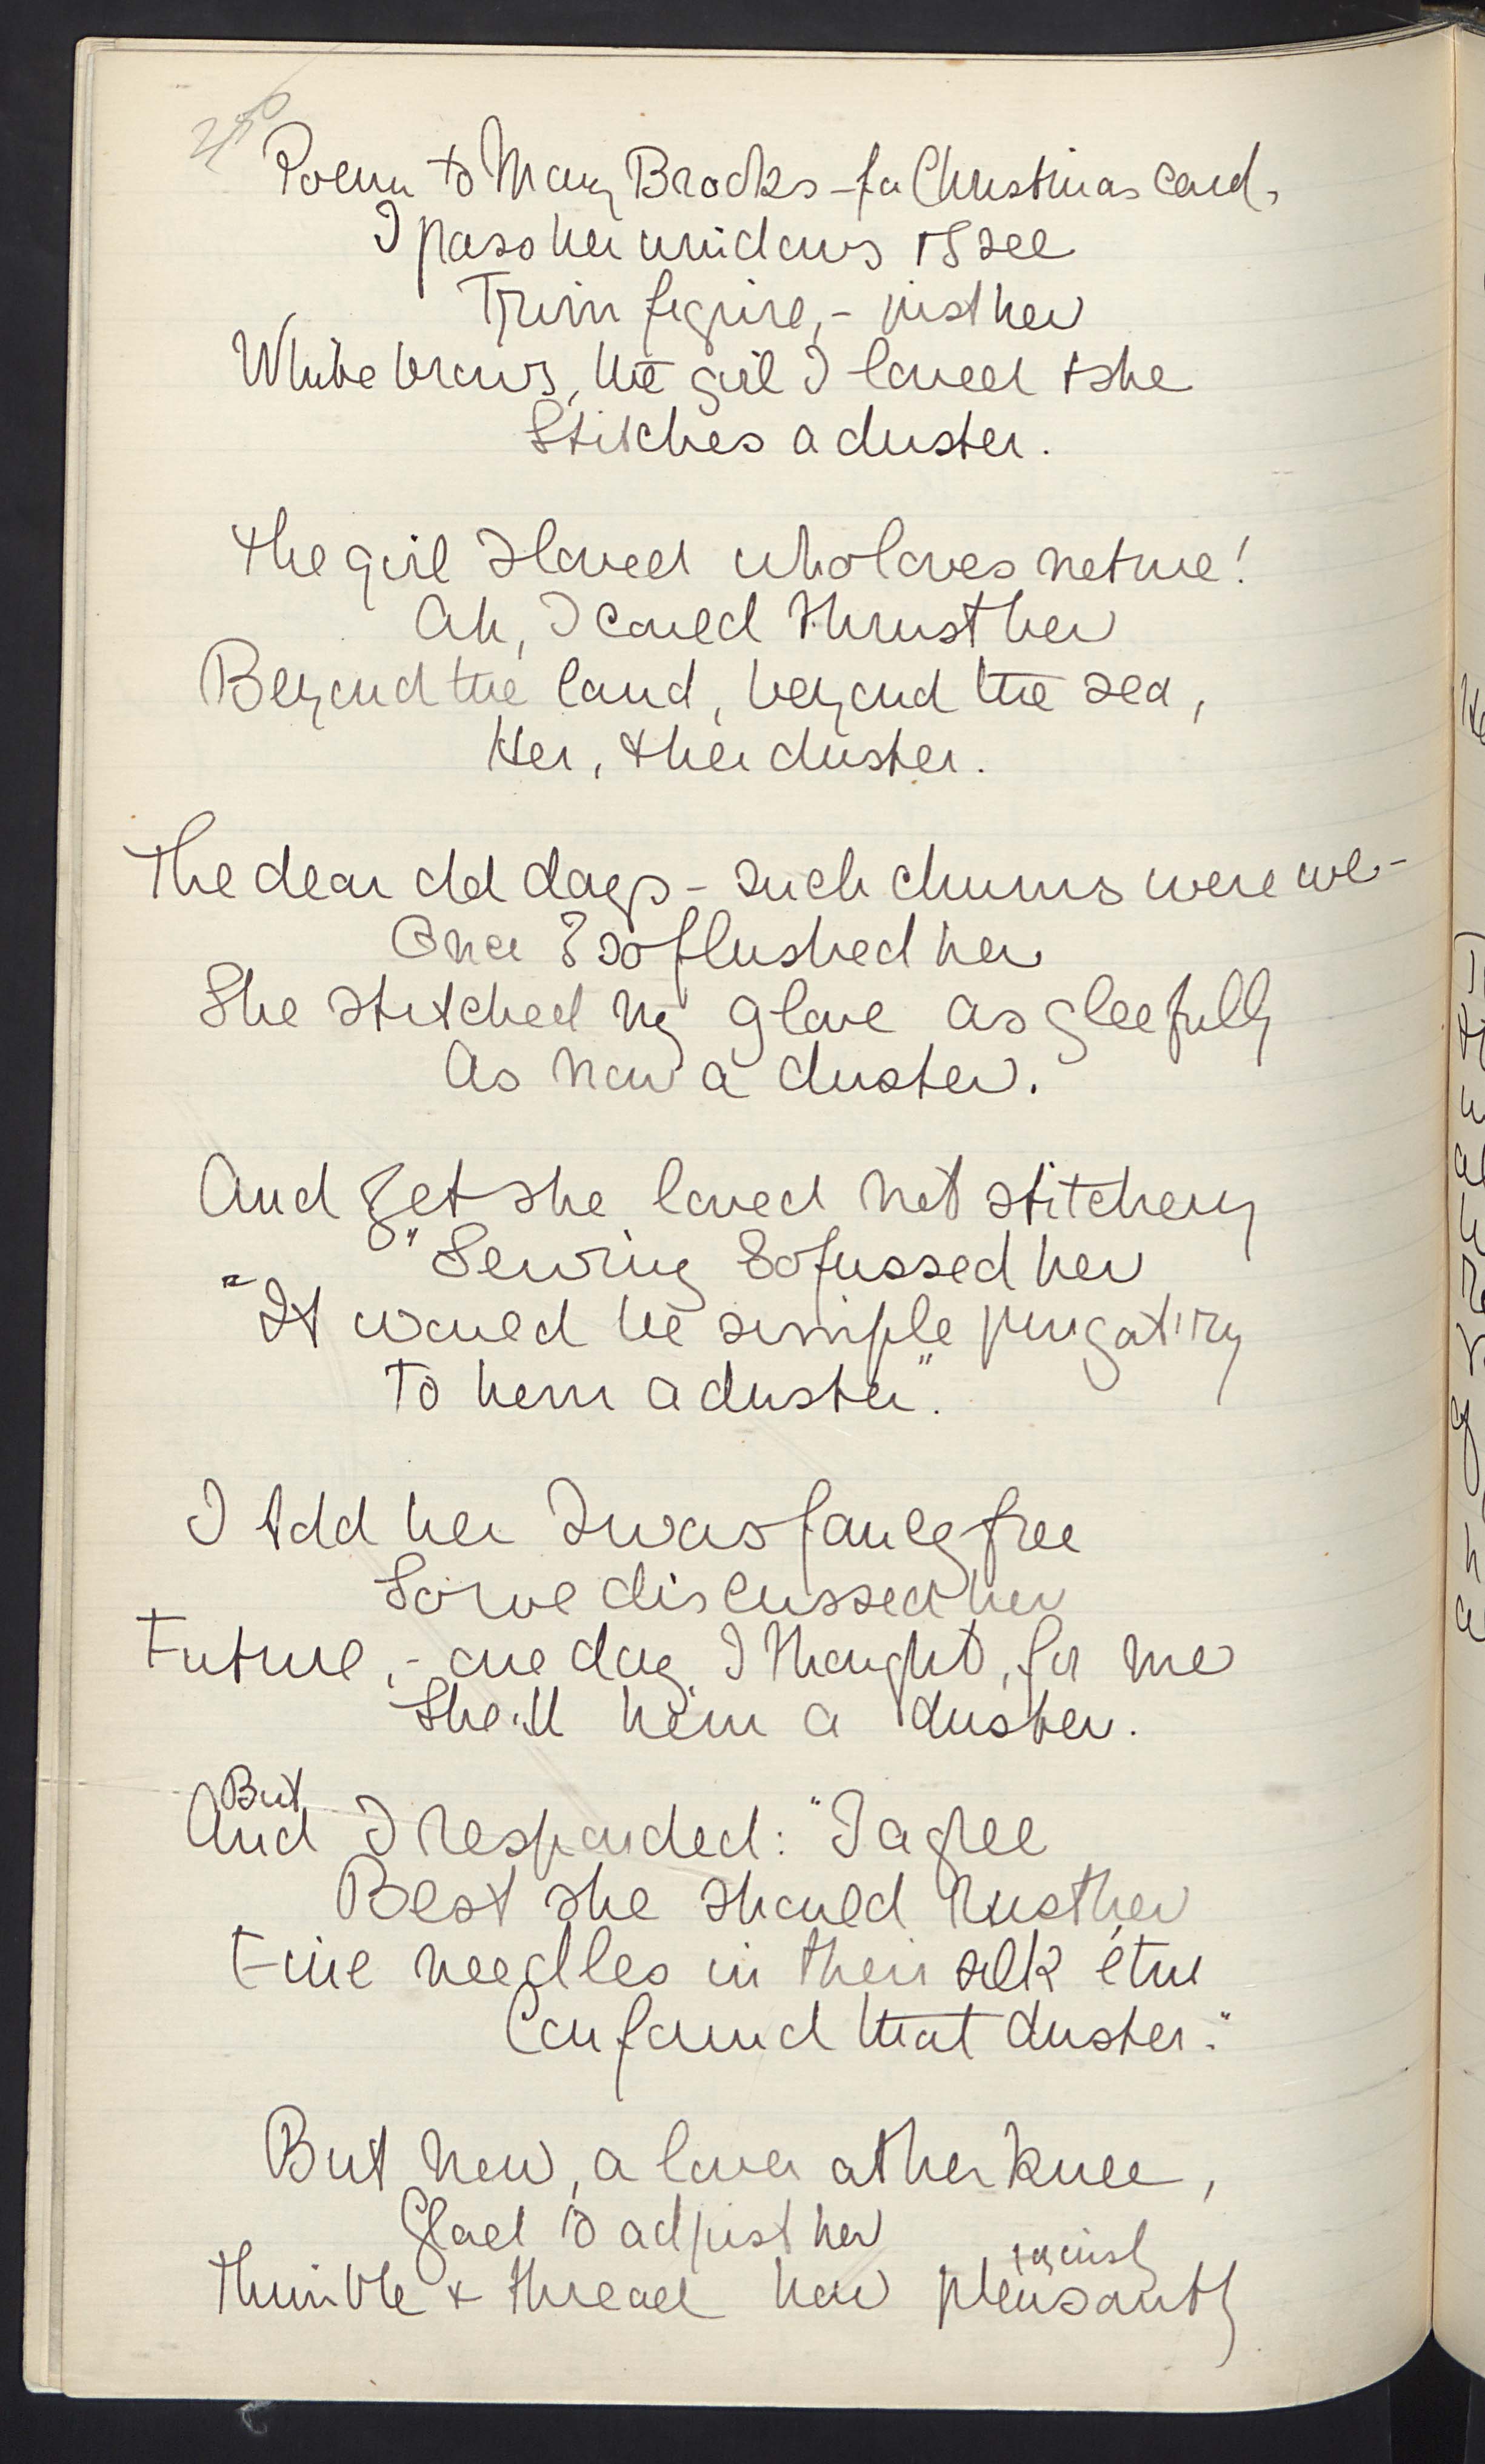 250
Poem to Mary Brooks - for Christmas card.
I pass her windows & I see
Trim figure, - just her
White brows, the girl I loved & she
Stitches a duster.
The girl I loved who loves not me!
Ah, I could thrust her
Beyond the land, beyond the sea,
Her, & her duster.
The dear old days - such chums were we -
Once I so flushed her
She stitched my glove as gleefully
As now a duster.
And yet she loved not stitchery
"Sewing so fussed her
"It would be simple purgatory
To hem a duster".
I told her I was fancy free
So we discussed her
Future, - one day I thought, for me
She'll hem a duster.
But
And I responded: "I agree
Best she should rust her
Fine needles in their silk étui
Confound that duster."
But now, a lover at her knee,
Glad to adjust her
Thimble & thread how pleasantly